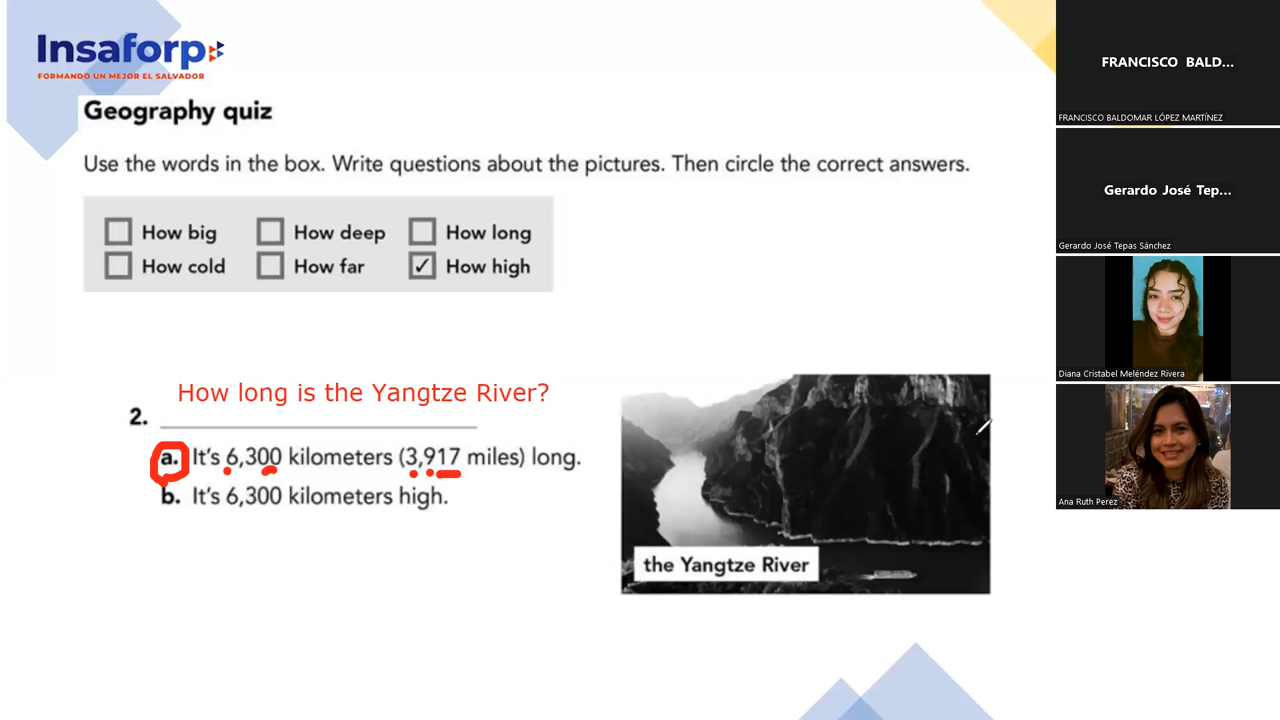 Insaforp
FORMANDO UN MEJOR EL SALVADOR
Geography quiz
Use the words in the box. Write questions about the pictures. Then circle the correct answers.
How big
How deep
How long
How cold
How far
✓ How high
How long is the Yangtze River?
2.
a. It's 6,300 kilometers (3,917 miles) long.
b. It's 6,300 kilometers high.
the Yangtze River
FRANCISCO BALD...
FRANCISCO BALDOMAR LÓPEZ MARTÍNEZ
Gerardo José Tep...
Gerardo José Tepas Sánchez
Diana Cristabel Meléndez Rivera
Ana Ruth Perez